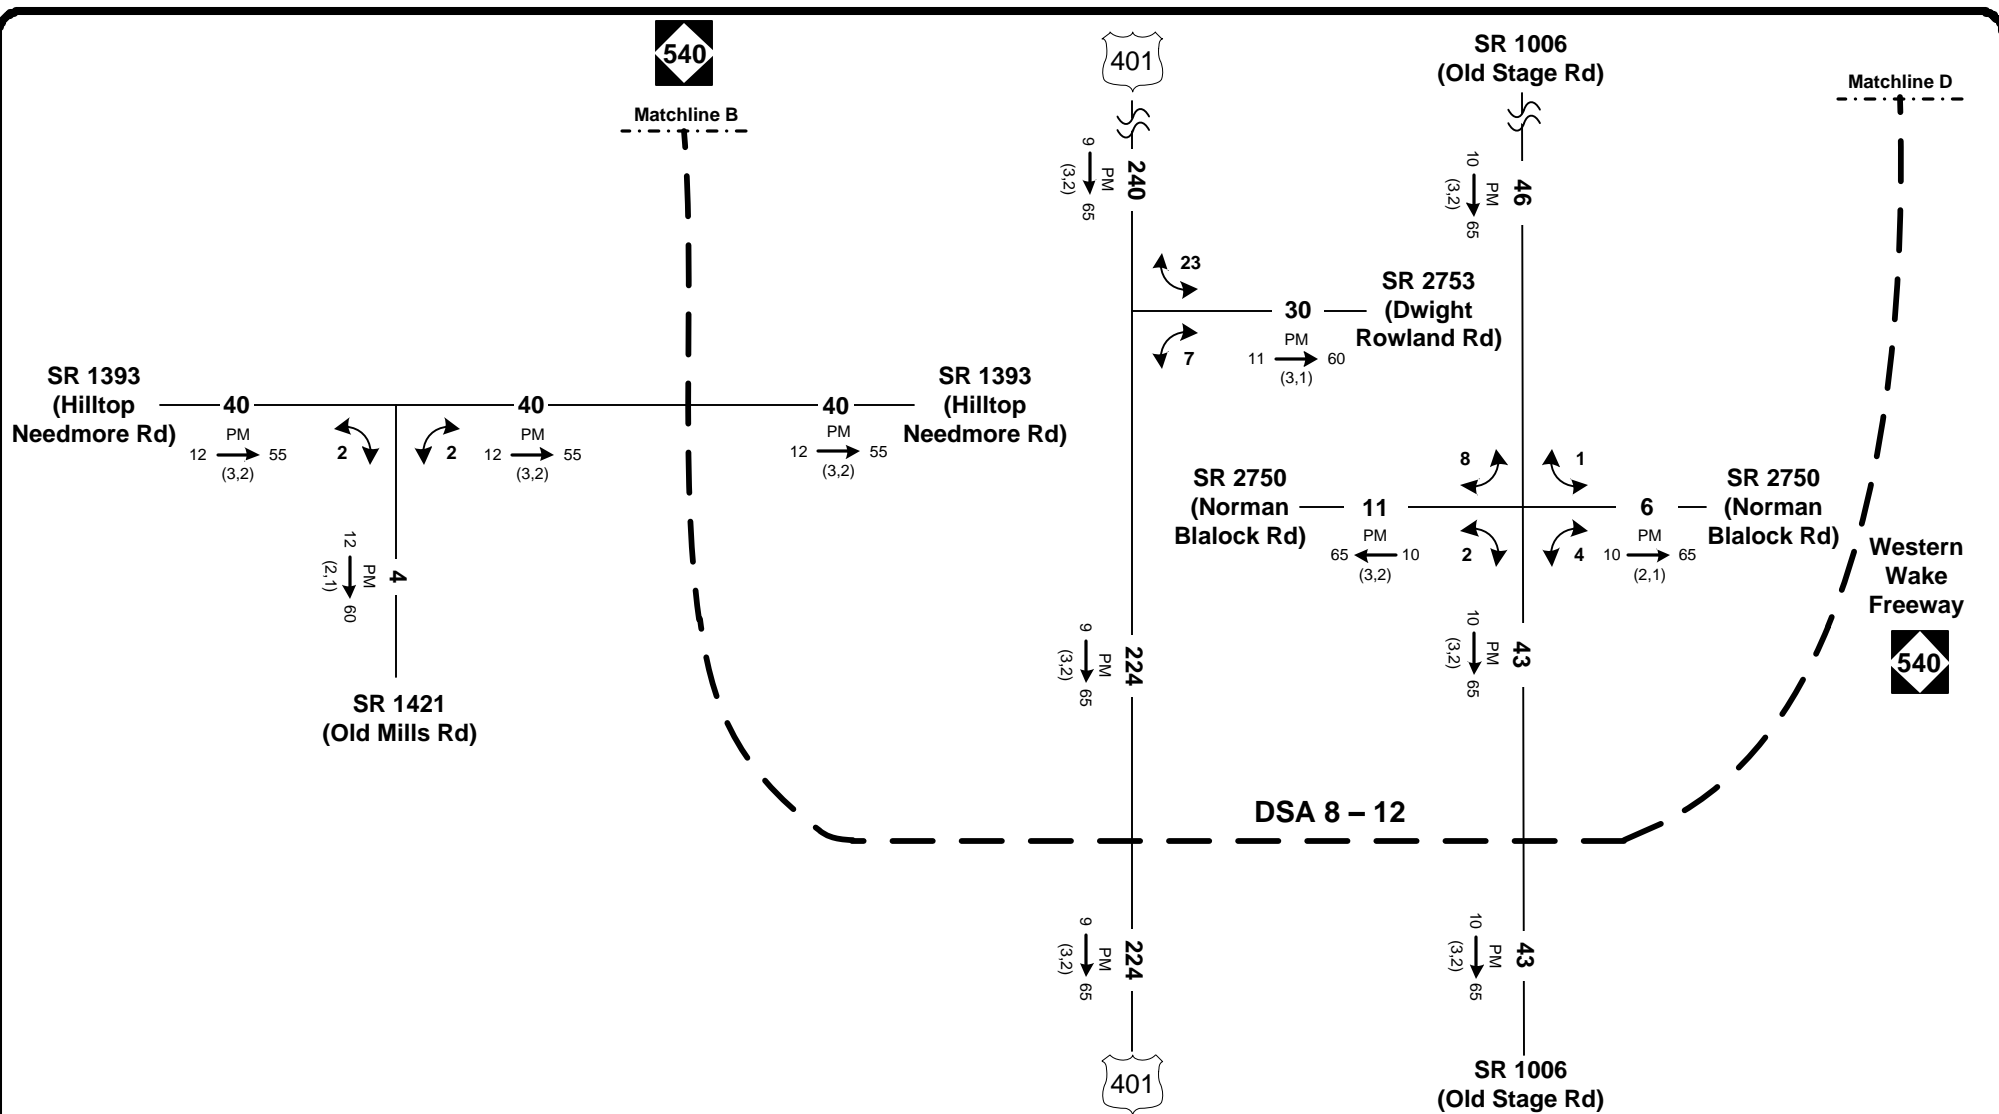 540
Matchline B
401
SR 1006
(Old Stage Rd)
Matchline D
9
PM
65
(3,2)
240
10
PM
65
(3,2)
46
23
7
30
PM
11 60
(3,1)
SR 2753
(Dwight
Rowland Rd)
SR 1393
(Hilltop
Needmore Rd)
40
PM
12 55
(3,2)
2
2
40
PM
12 55
(3,2)
40
PM
12 55
(3,2)
SR 1393
(Hilltop
Needmore Rd)
12
PM
60
(2,1)
4
SR 1421
(Old Mills Rd)
SR 2750
(Norman
Blalock Rd)
11
PM
65 10
(3,2)
8
1
2
4
6
PM
10 65
(2,1)
SR 2750
(Norman
Blalock Rd)
Western
Wake
Freeway
540
9
PM
65
(3,2)
224
10
PM
65
(3,2)
43
DSA 8 – 12
9
PM
65
(3,2)
224
10
PM
65
(3,2)
43
401
SR 1006
(Old Stage Rd)